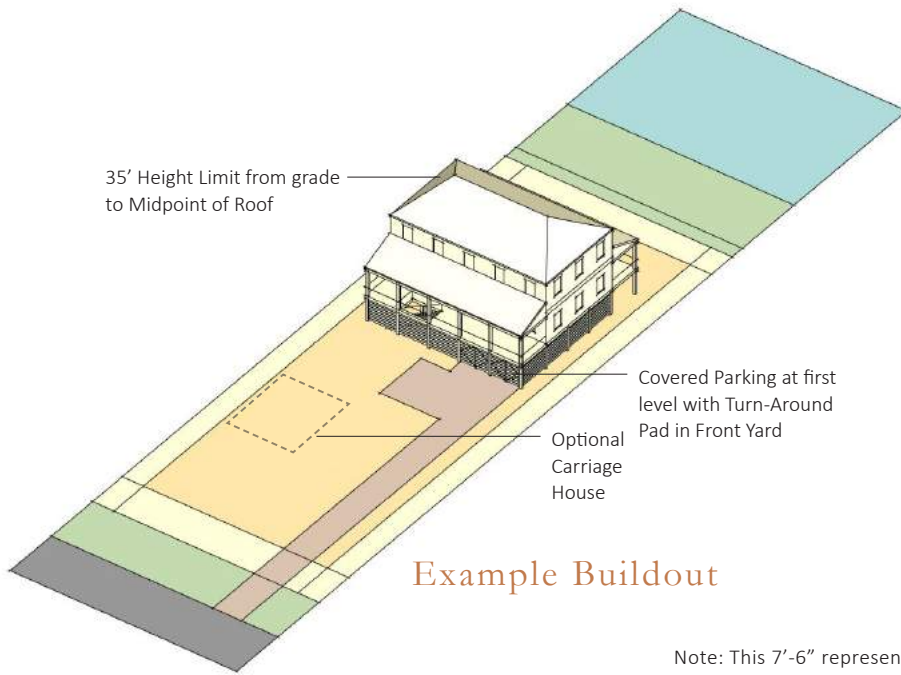 35’ Height Limit from grade
to Midpoint of Roof
Covered Parking at first
level with Turn-Around
Pad in Front Yard
Optional
Carriage
House
Example Buildout
Note: This 7’-6” represen